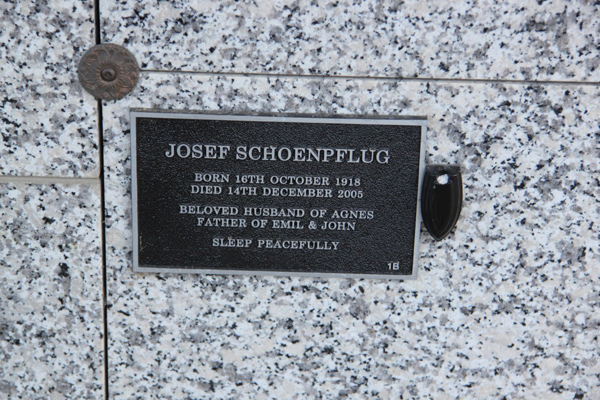 JOSEF SCHOENPFLUG
BORN 16TH OCTOBER 1918
DIED 14TH DECEMBER 2005
BELOVED HUSBAND OF AGNES
FATHER OF EMIL & JOHN
SLEEP PEACEFULLY
1B